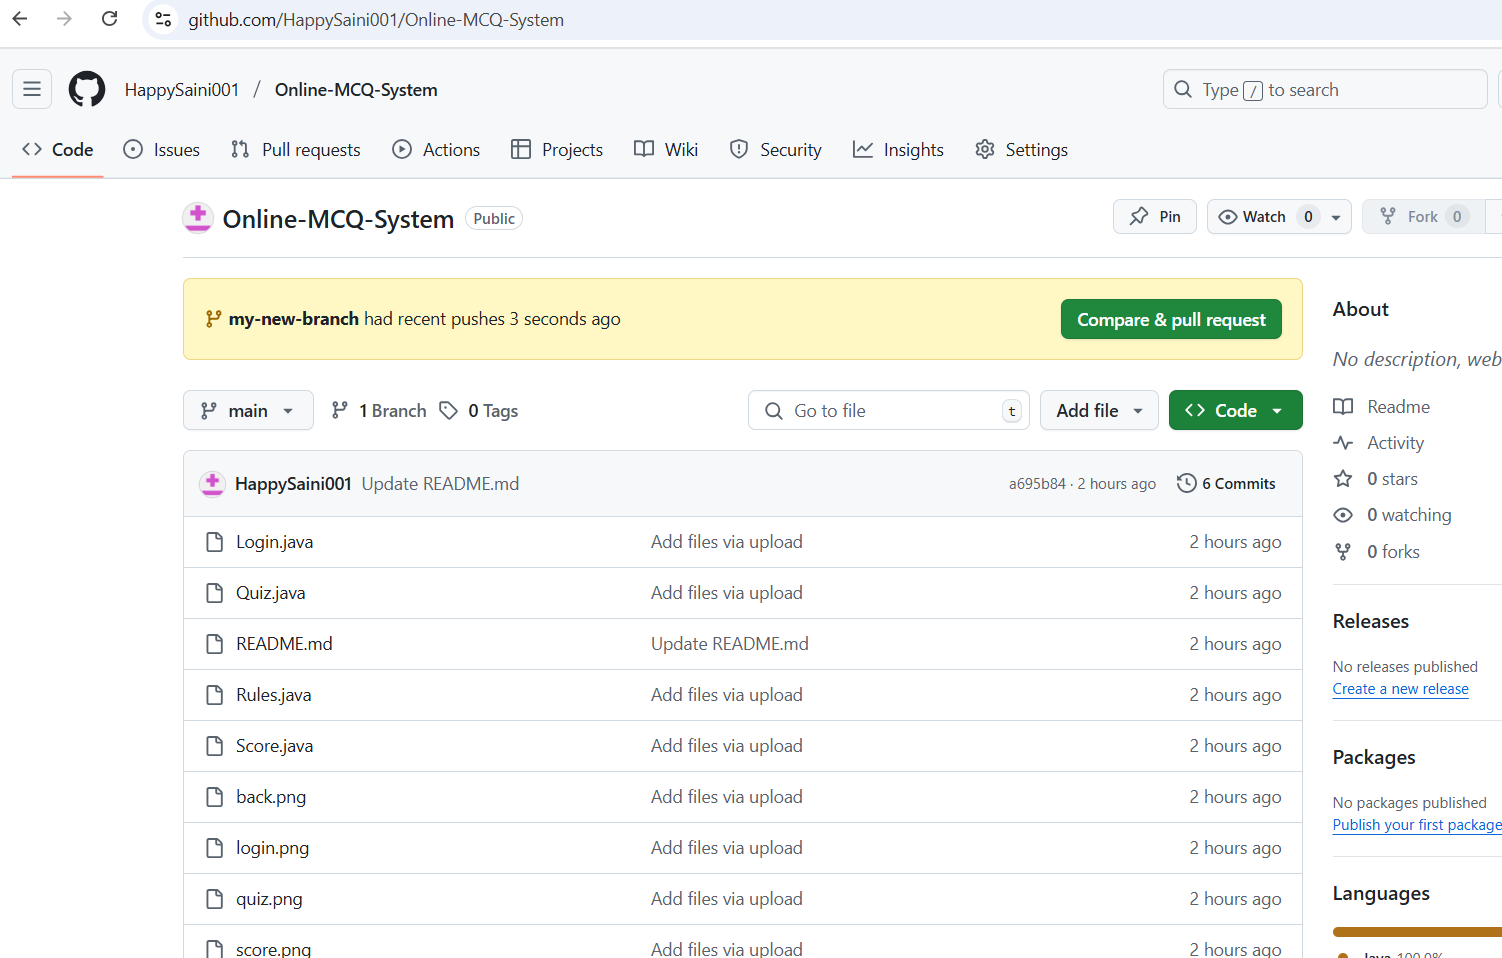 github.com/HappySaini001/Online-MCQ-System
HappySaini001 / Online-MCQ-System
Type / to search
Code Issues Pull requests Actions Projects Wiki Security Insights Settings
Online-MCQ-System Public
Pin Watch 0 Fork 0
my-new-branch had recent pushes 3 seconds ago
Compare & pull request
main 1 Branch 0 Tags
Go to file t Add file Code
HappySaini001 Update README.md a695b84 · 2 hours ago 6 Commits
Login.java Add files via upload 2 hours ago
Quiz.java Add files via upload 2 hours ago
README.md Update README.md 2 hours ago
Rules.java Add files via upload 2 hours ago
Score.java Add files via upload 2 hours ago
back.png Add files via upload 2 hours ago
login.png Add files via upload 2 hours ago
quiz.png Add files via upload 2 hours ago
score.png Add files via upload 2 hours ago
About
No description, web
Readme
Activity
0 stars
0 watching
0 forks
Releases
No releases published
Create a new release
Packages
No packages published
Publish your first package
Languages
Java 100.0%